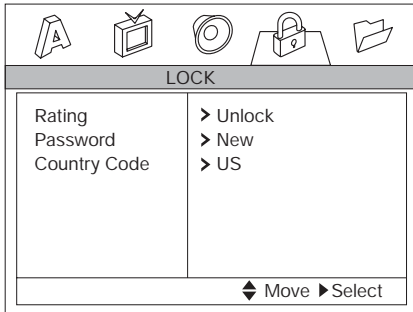 LOCK
Rating > Unlock
Password > New
Country Code > US
Move Select